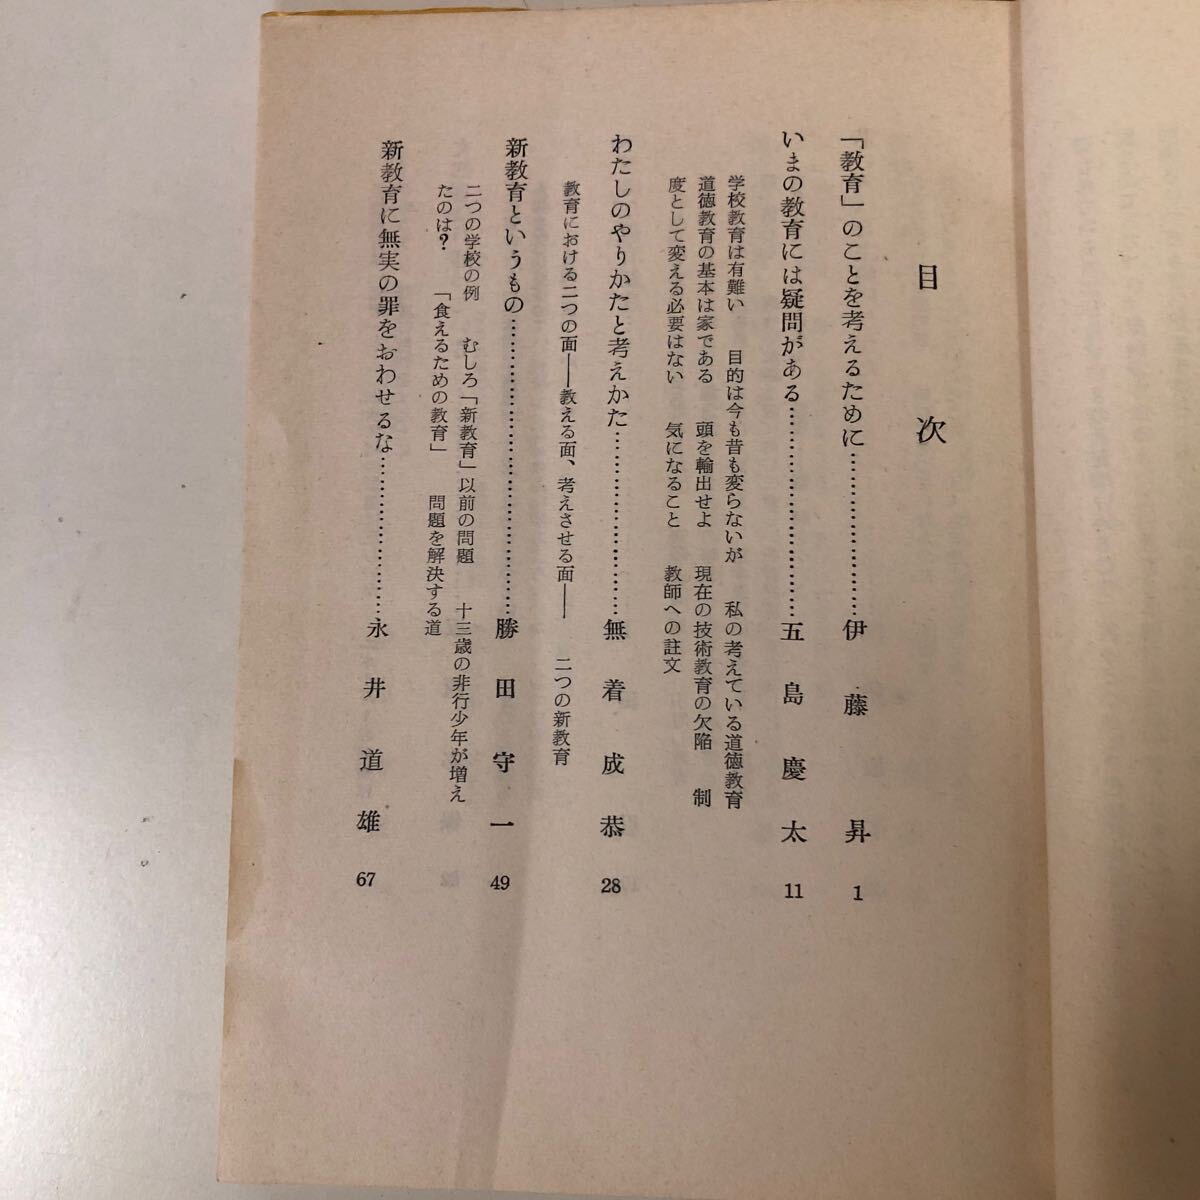 目次
「教育」のことを考えるために……………………伊藤昇 1
いまの教育には疑問がある……………………五島慶太 11
学校教育は有難い 目的は今も昔も変らないが 私の考えている道徳教育
道徳教育の基本は家である 頭を輸出せよ 現在の技術教育の欠陥 制
度として変える必要はない 気になること 教師への註文
わたしのやりかたと考えかた……………………無着成恭 28
教育における二つの面——教える面、考えさせる面—— 二つの新教育
新教育というもの……………………勝田守一 49
二つの学校の例 むしろ「新教育」以前の問題 十三歳の非行少年が増え
たのは? 「食えるための教育」 問題を解決する道
新教育に無実の罪をおわせるな……………………永井道雄 67